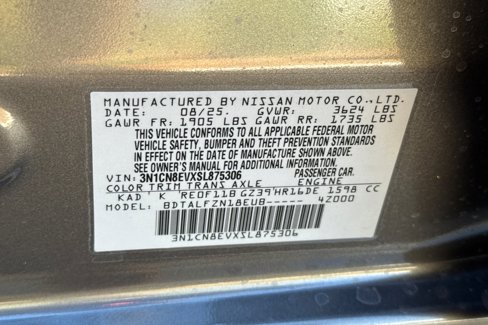 MANUFACTURED BY NISSAN MOTOR CO.,LTD.
DATE: 08/25. GVWR: 3624 LBS
GAWR FR: 1905 LBS GAWR RR: 1735 LBS
THIS VEHICLE CONFORMS TO ALL APPLICABLE FEDERAL MOTOR
VEHICLE SAFETY, BUMPER AND THEFT PREVENTION STANDARDS
IN EFFECT ON THE DATE OF MANUFACTURE SHOWN ABOVE.
SEE OWNER'S MANUAL FOR ADDITIONAL INFORMATION.
VIN: 3N1CN8EVXSL875306 PASSENGER CAR.
COLOR TRIM TRANS AXLE ENGINE
KAD ' K ' RE0F11B GZ39'HR16DE 1598 CC
MODEL: BDTALFZN18EUB----- 4Z000
3N1CN8EVXSL875306